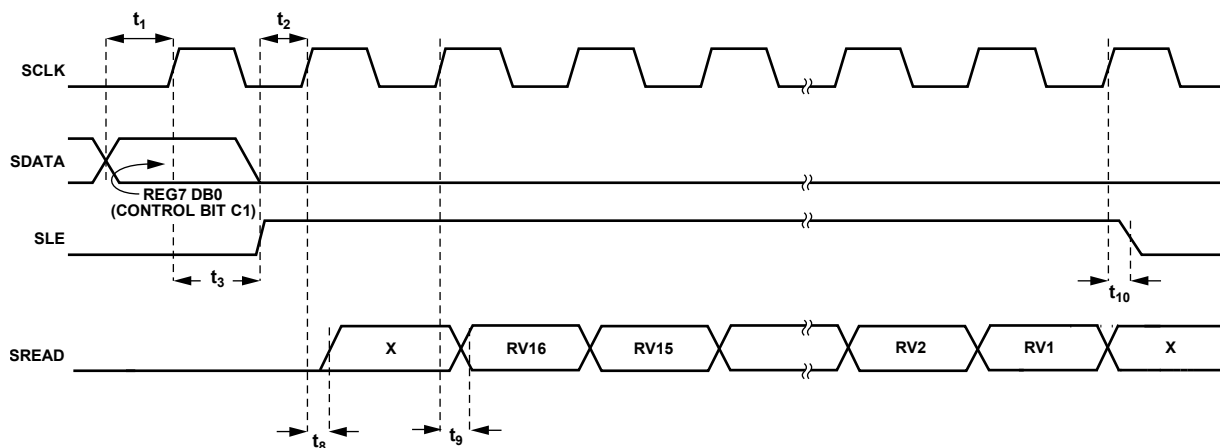 t1
t2
SCLK
SDATA
REG7 DB0
(CONTROL BIT C1)
SLE
t3
t10
SREAD
X
RV16
RV15
RV2
RV1
X
t8
t9